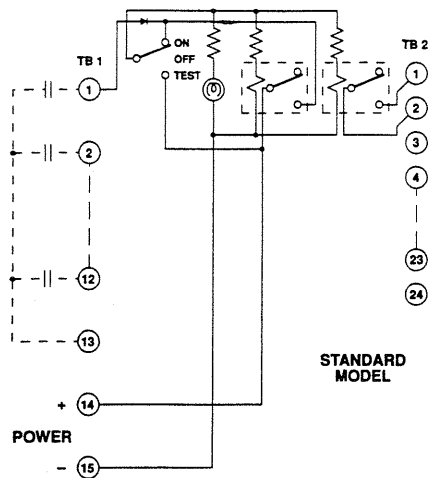 ON
OFF
TEST
TB 1
TB 2
1
2
12
13
+ 14
POWER
− 15
1
2
3
4
23
24
STANDARD
MODEL